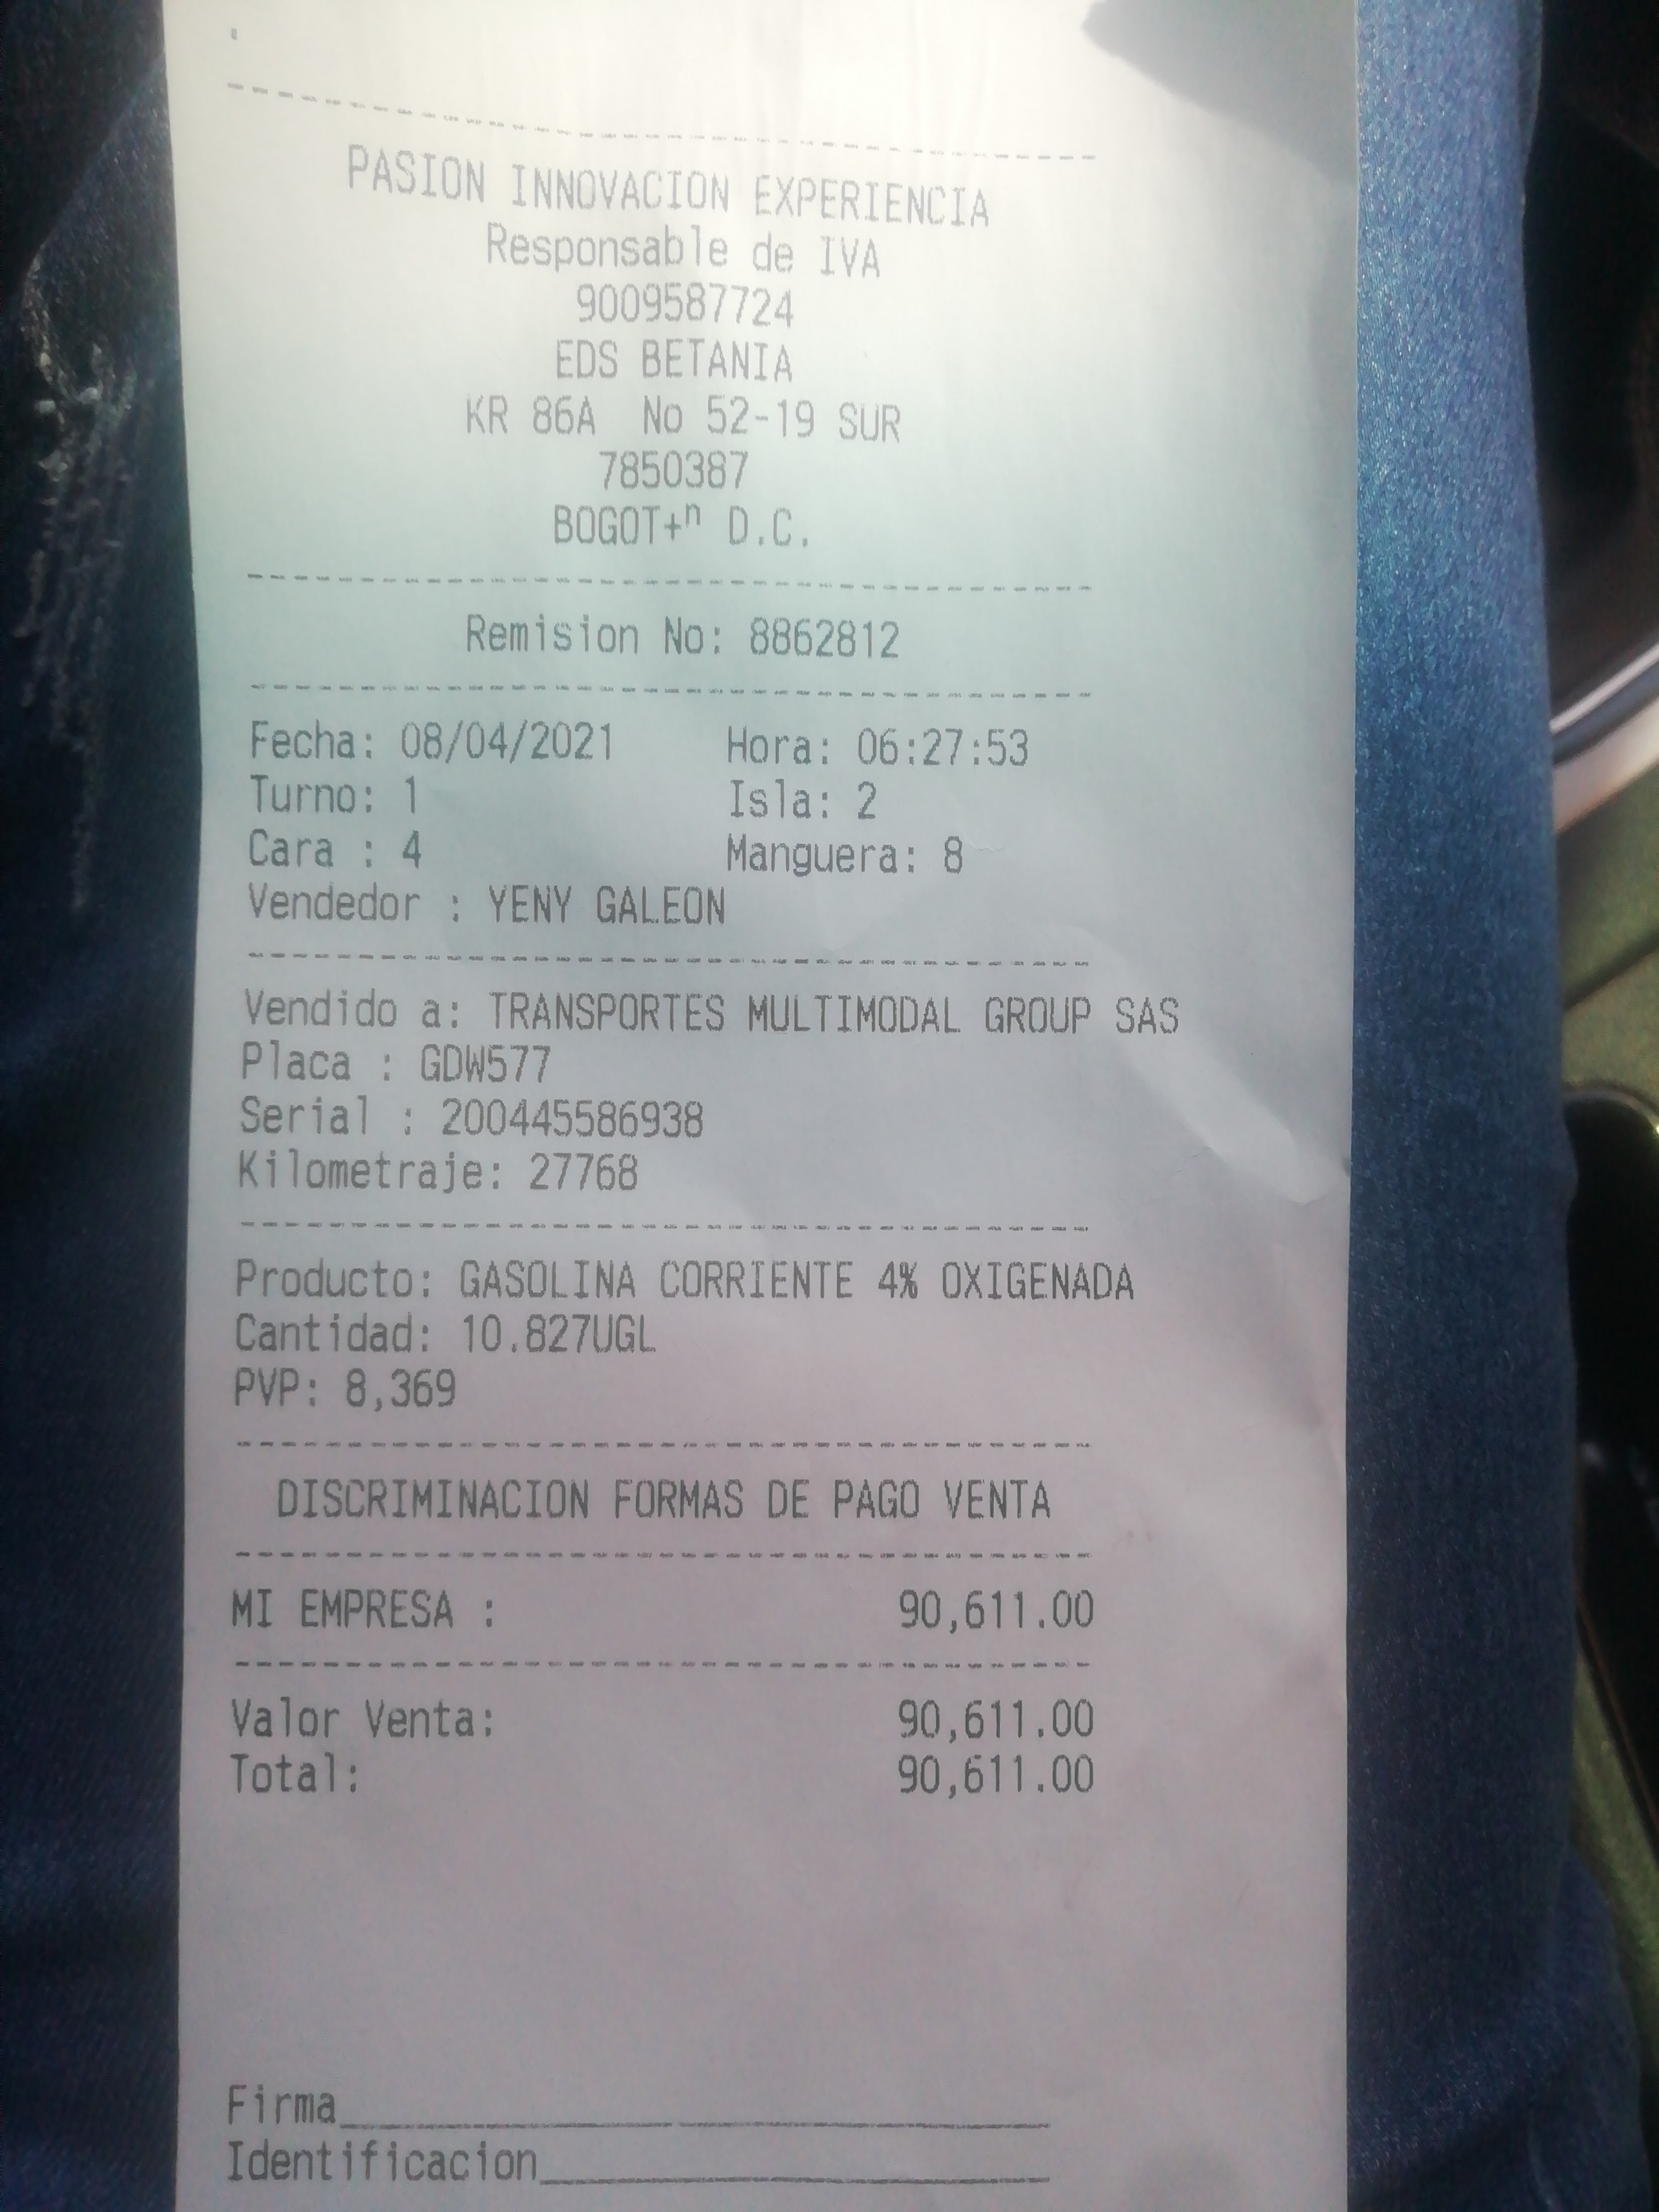 PASION INNOVACION EXPERIENCIA
Responsable de IVA
9009587724
EDS BETANIA
KR 86A No 52-19 SUR
7850387
BOGOT+ⁿ D.C.
Remision No: 8862812
Fecha: 08/04/2021 Hora: 06:27:53
Turno: 1 Isla: 2
Cara : 4 Manguera: 8
Vendedor : YENY GALEON
Vendido a: TRANSPORTES MULTIMODAL GROUP SAS
Placa : GDW577
Serial : 200445586938
Kilometraje: 27768
Producto: GASOLINA CORRIENTE 4% OXIGENADA
Cantidad: 10.827UGL
PVP: 8,369
DISCRIMINACION FORMAS DE PAGO VENTA
MI EMPRESA : 90,611.00
Valor Venta: 90,611.00
Total: 90,611.00
Firma
Identificacion